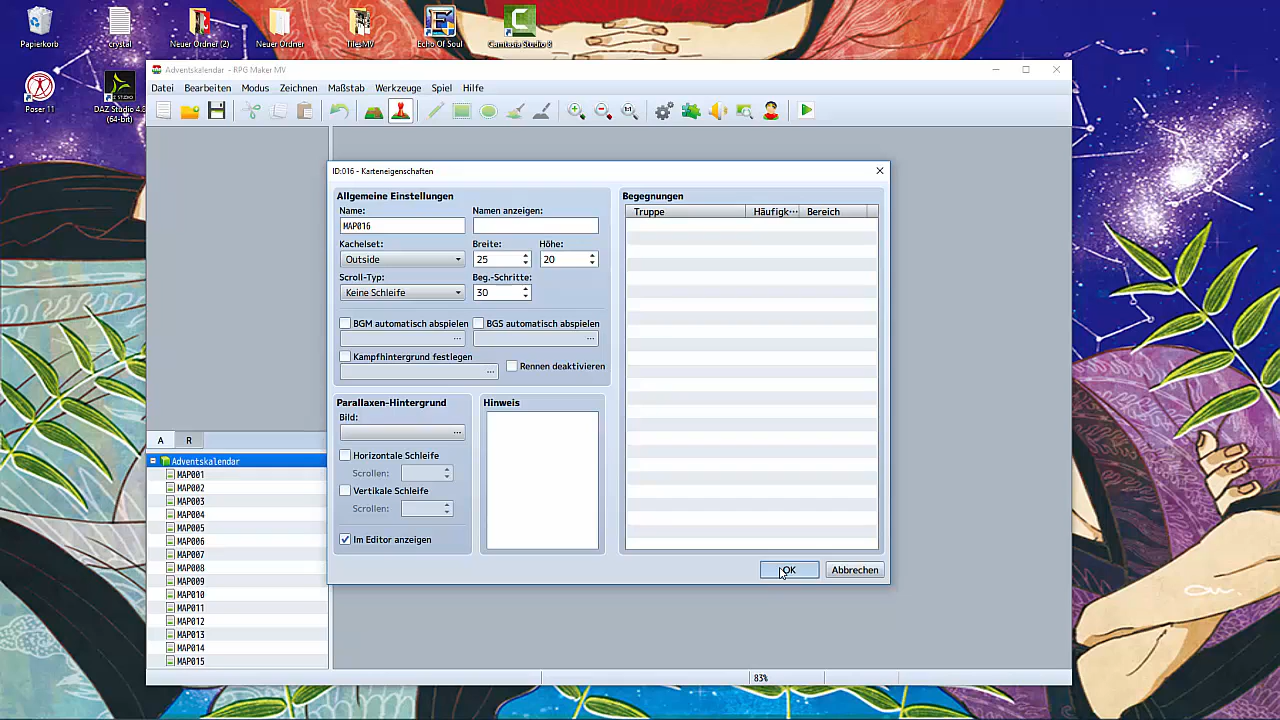 Papierkorb
crystal
Neuer Ordner (2)
Neuer Ordner
TilesMV
Echo Of Soul
Camtasia Studio 8
Poser 11
DAZ Studio 4.8
(64-bit)
Adventskalendar - RPG Maker MV
Datei Bearbeiten Modus Zeichnen Maßstab Werkzeuge Spiel Hilfe
1:1
ID:016 - Karteneigenschaften
Allgemeine Einstellungen
Name: Namen anzeigen:
MAP016
Kachelset: Breite: Höhe:
Outside 25 20
Scroll-Typ: Beg.-Schritte:
Keine Schleife 30
BGM automatisch abspielen BGS automatisch abspielen
... ...
Kampfhintergrund festlegen
... Rennen deaktivieren
Parallaxen-Hintergrund
Bild:
...
Horizontale Schleife
Scrollen:
Vertikale Schleife
Scrollen:
Im Editor anzeigen
Hinweis
Begegnungen
Truppe Häufigk··· Bereich
OK Abbrechen
A R
Adventskalendar
MAP001
MAP002
MAP003
MAP004
MAP005
MAP006
MAP007
MAP008
MAP009
MAP010
MAP011
MAP012
MAP013
MAP014
MAP015
83%